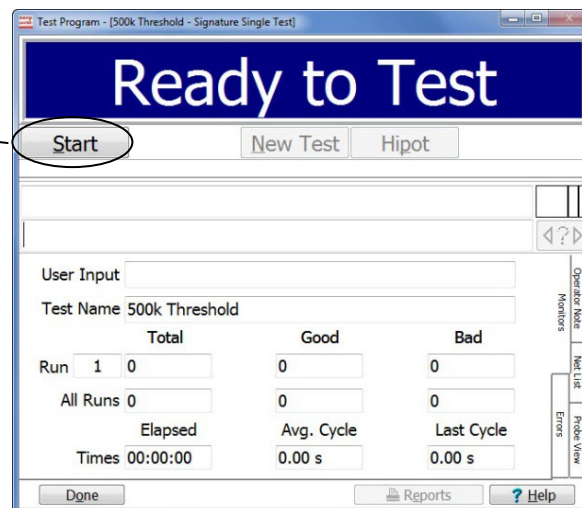 Test Program - [500k Threshold - Signature Single Test]
Ready to Test
Start New Test Hipot
?
User Input
Test Name 500k Threshold
Total Good Bad
Run 1 0 0 0
All Runs 0 0 0
Elapsed Avg. Cycle Last Cycle
Times 00:00:00 0.00 s 0.00 s
Operator Note
Monitors
Net List
Errors
Probe View
Done Reports ? Help